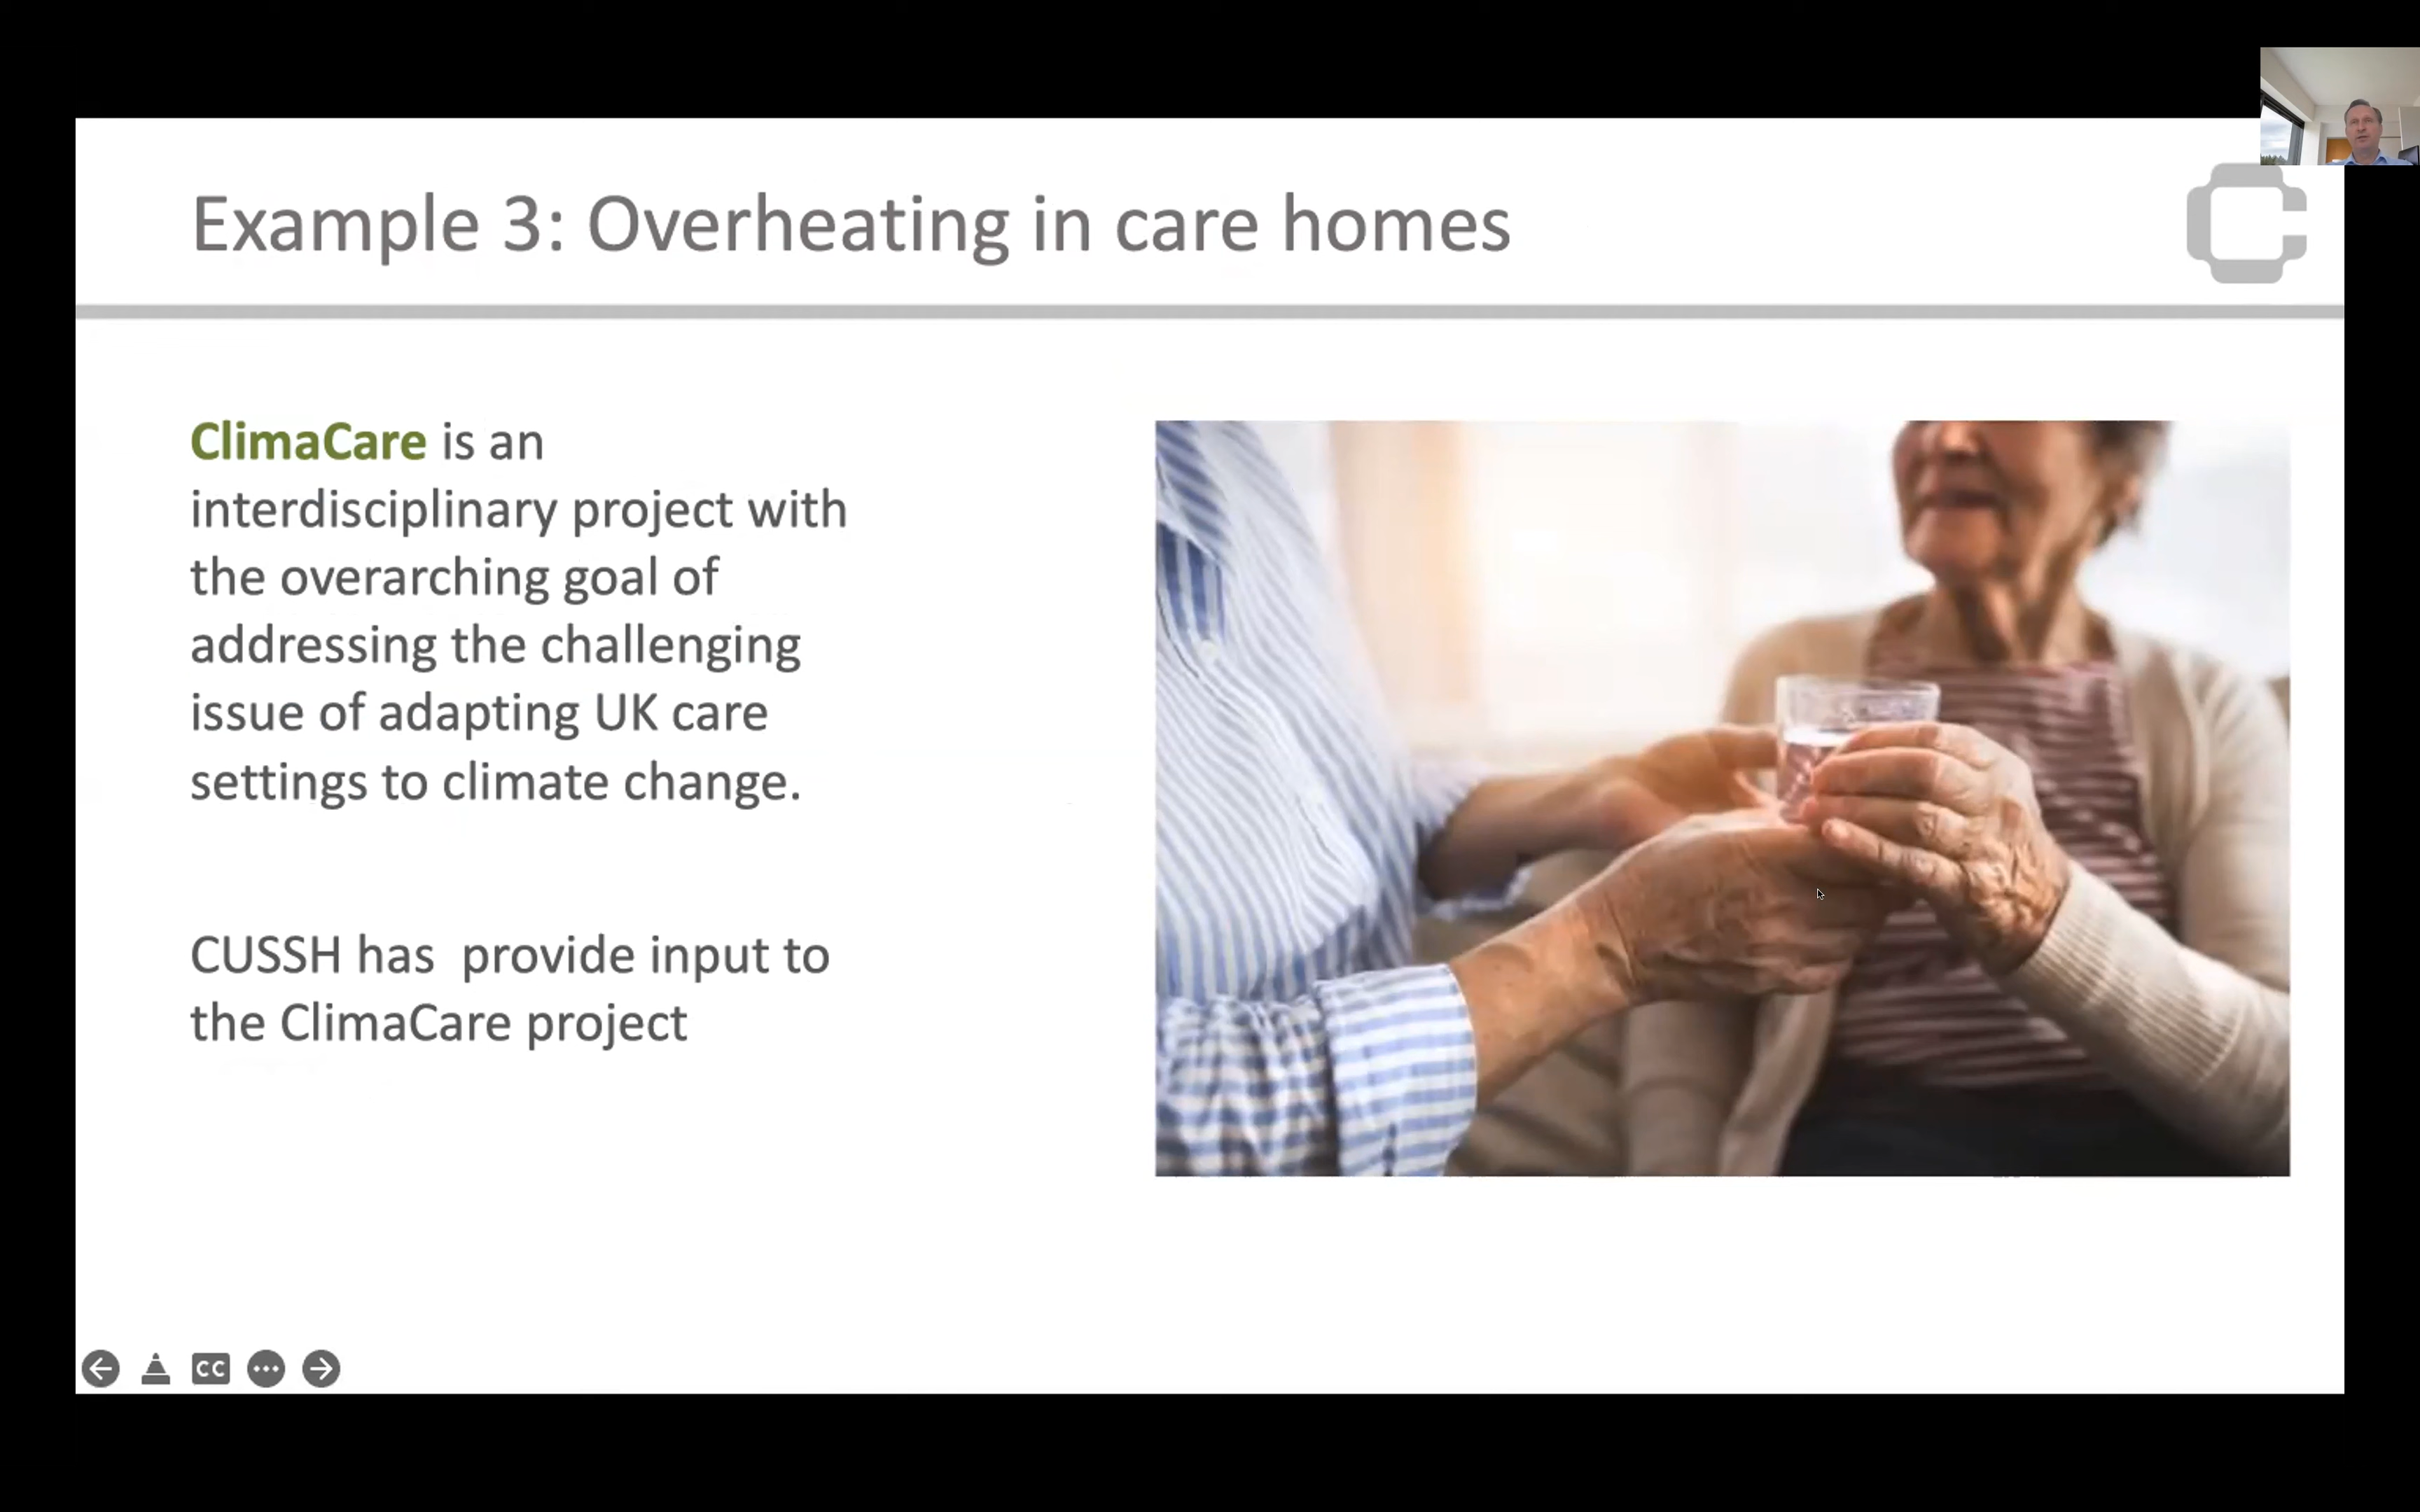 Example 3: Overheating in care homes
ClimaCare is an
interdisciplinary project with
the overarching goal of
addressing the challenging
issue of adapting UK care
settings to climate change.
CUSSH has  provide input to
the ClimaCare project
CC